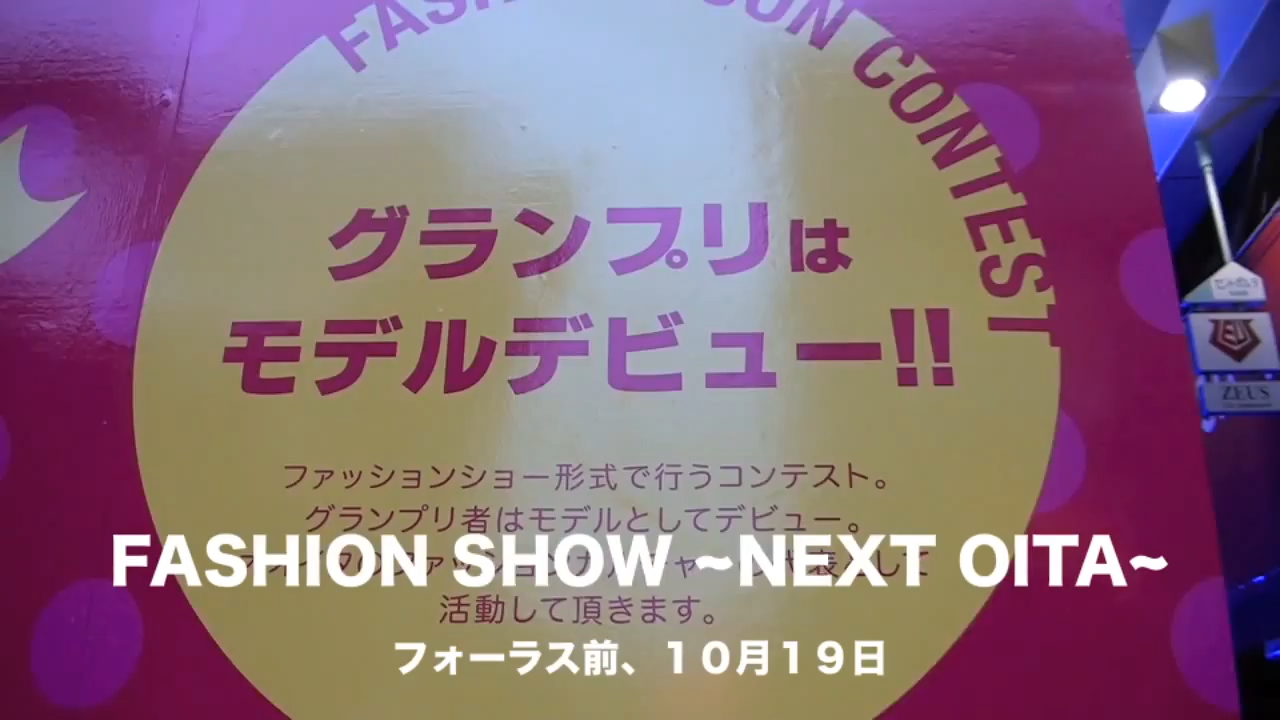 FASHION CONTEST
グランプリは
モデルデビュー!!
ファッションショー形式で行うコンテスト。
グランプリ者はモデルとしてデビュー。
として
活動して頂きます。
FASHION SHOW ~NEXT OITA~
フォーラス前、10月19日
ZEUS